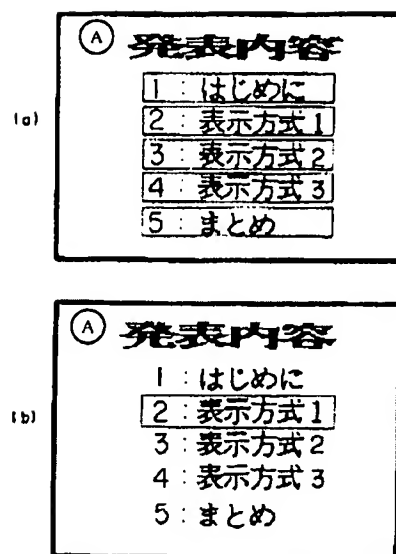 (a)
A 発表内容
1:はじめに
2:表示方式1
3:表示方式2
4:表示方式3
5:まとめ
(b)
A 発表内容
1:はじめに
2:表示方式1
3:表示方式2
4:表示方式3
5:まとめ